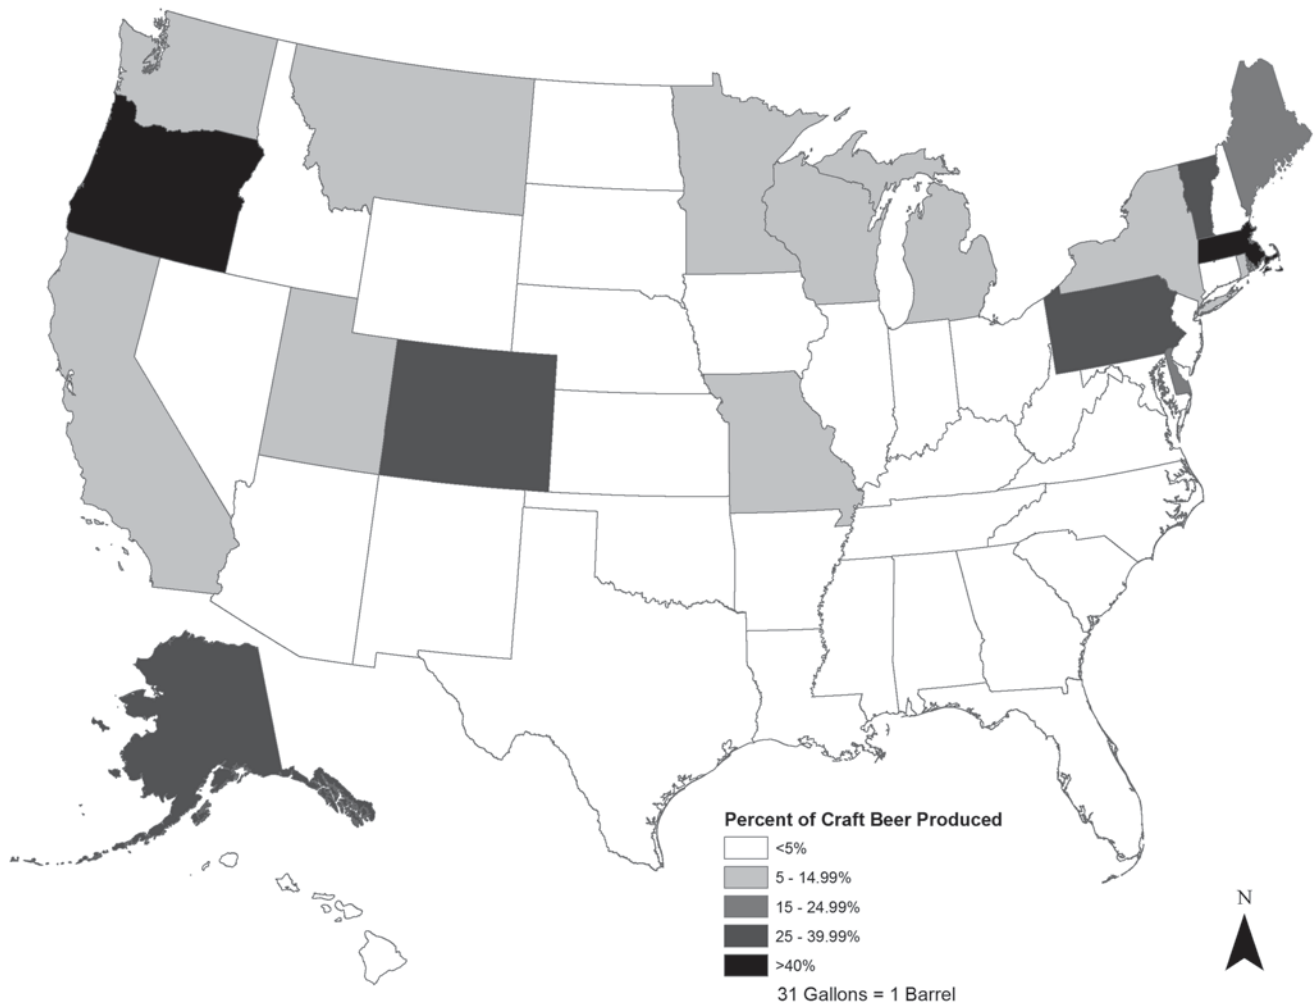 Percent of Craft Beer Produced
<5%
5 - 14.99%
15 - 24.99%
25 - 39.99%
>40%
31 Gallons = 1 Barrel
N